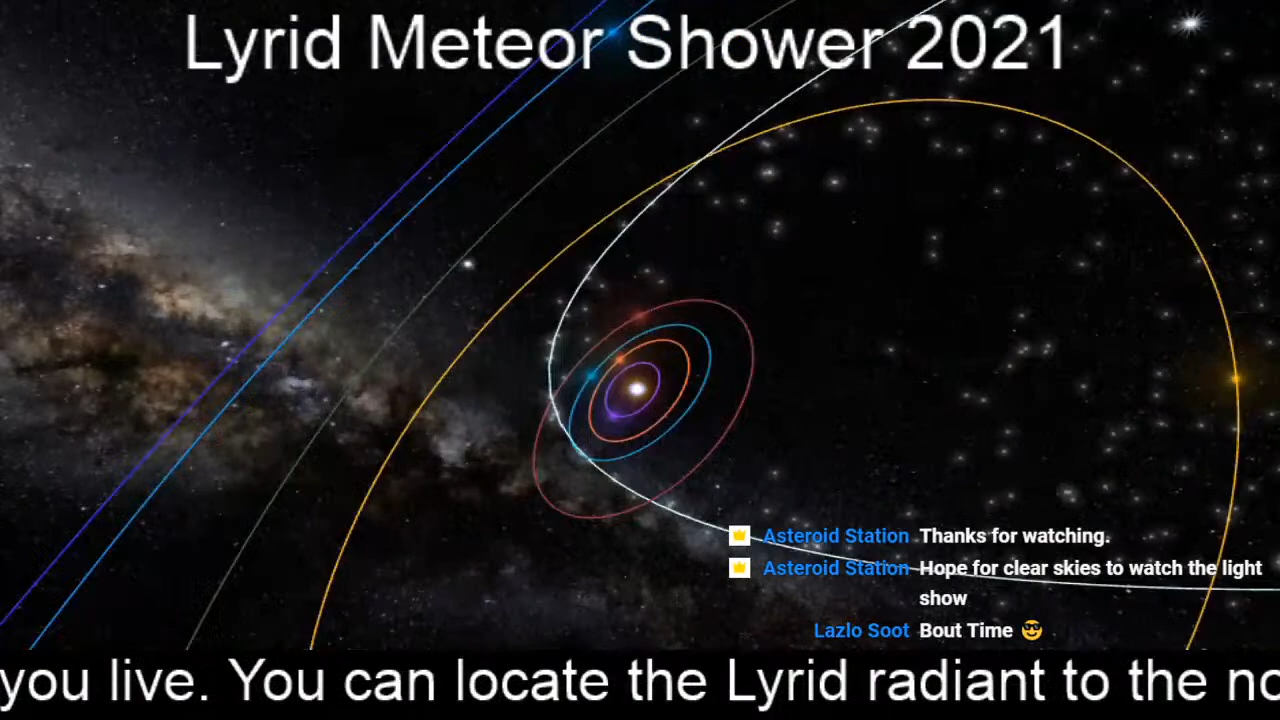 Lyrid Meteor Shower 2021
Asteroid Station Thanks for watching.
Asteroid Station Hope for clear skies to watch the light
show
Lazlo Soot Bout Time 😎
you live. You can locate the Lyrid radiant to the